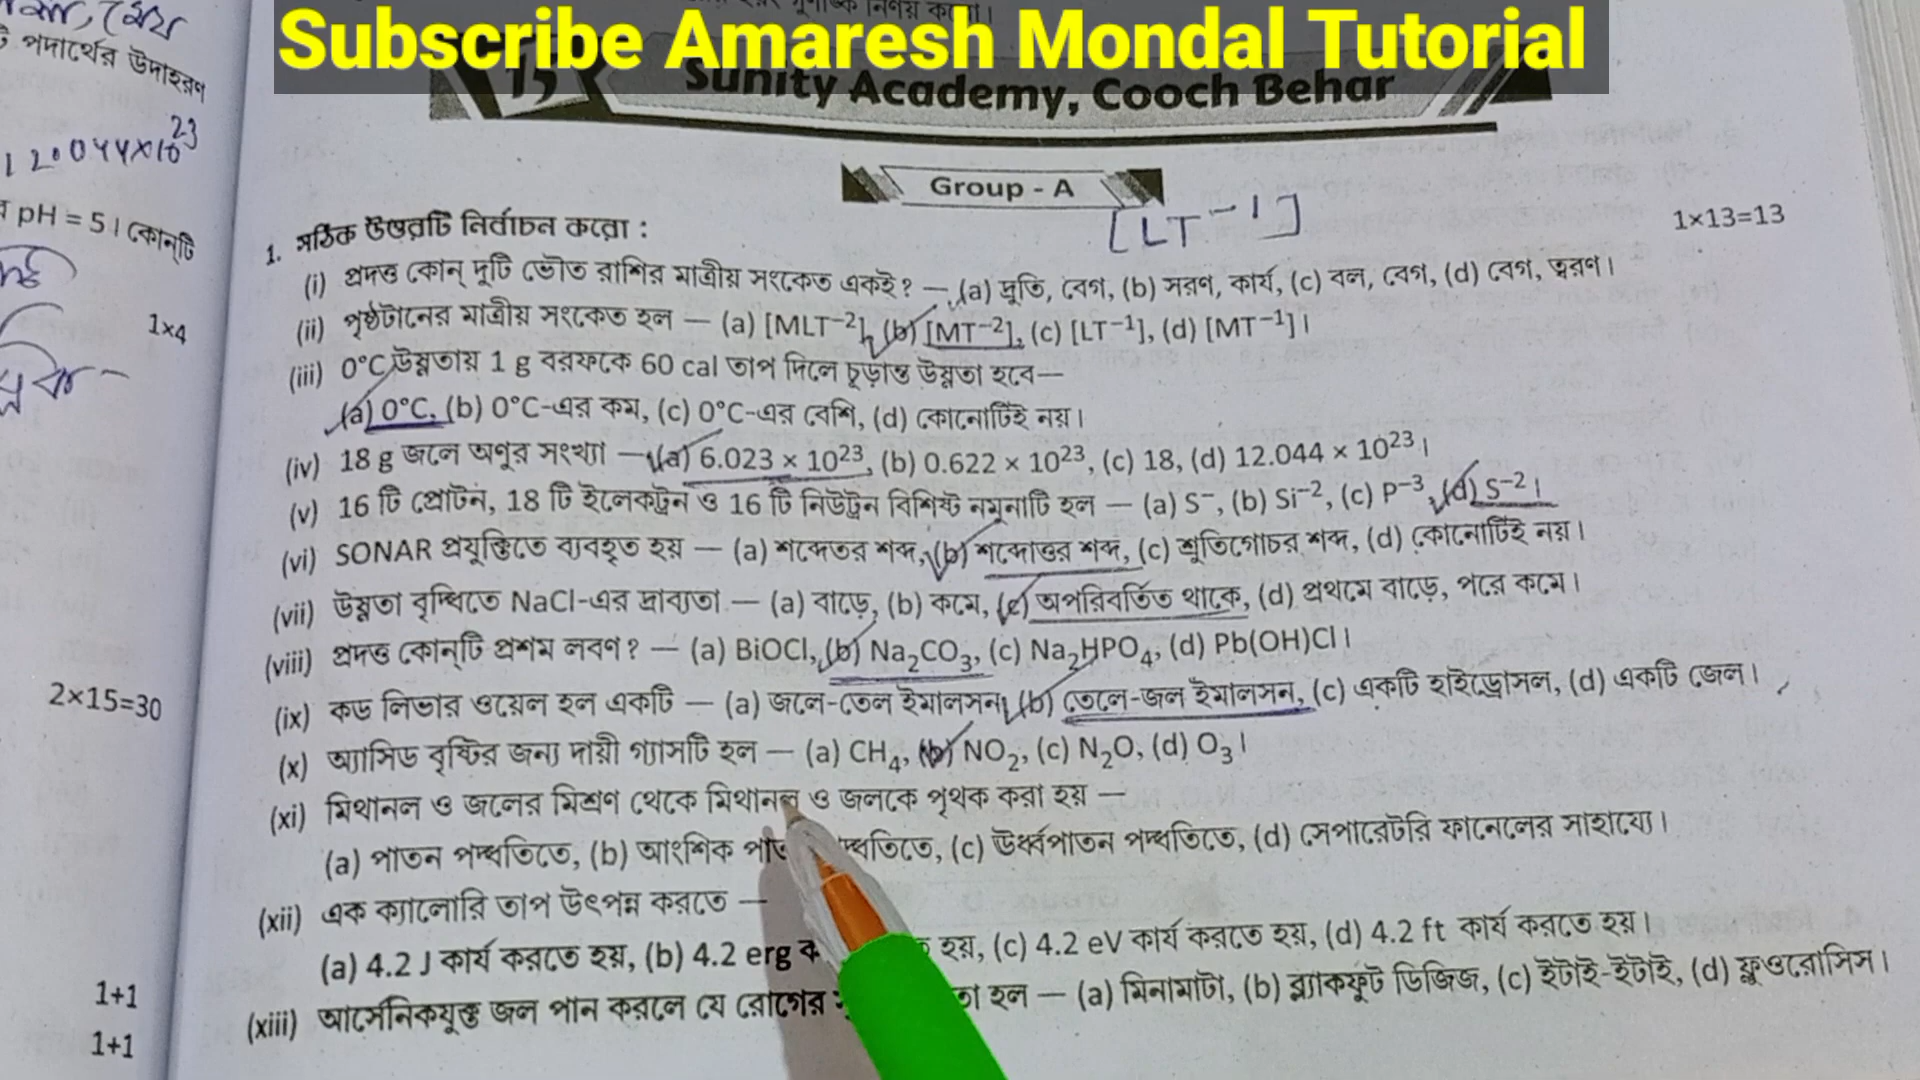 Subscribe Amaresh Mondal Tutorial
15 Sunity Academy, Cooch Behar
Group - A
[LT⁻¹]
1. সঠিক উত্তরটি নির্বাচন করো : 1×13=13
(i) প্রদত্ত কোন্ দুটি ভৌত রাশির মাত্রীয় সংকেত একই? — (a) দ্রুতি, বেগ, (b) সরণ, কার্য, (c) বল, বেগ, (d) বেগ, ত্বরণ।
(ii) পৃষ্ঠটানের মাত্রীয় সংকেত হল — (a) [MLT⁻²], (b) [MT⁻²], (c) [LT⁻¹], (d) [MT⁻¹]।
(iii) 0°C উষ্ণতায় 1 g বরফকে 60 cal তাপ দিলে চূড়ান্ত উষ্ণতা হবে—
(a) 0°C, (b) 0°C-এর কম, (c) 0°C-এর বেশি, (d) কোনোটিই নয়।
(iv) 18 g জলে অণুর সংখ্যা — (a) 6.023 × 10²³, (b) 0.622 × 10²³, (c) 18, (d) 12.044 × 10²³।
(v) 16 টি প্রোটন, 18 টি ইলেকট্রন ও 16 টি নিউট্রন বিশিষ্ট নমুনাটি হল — (a) S⁻, (b) Si⁻², (c) P⁻³, (d) S⁻²।
(vi) SONAR প্রযুক্তিতে ব্যবহৃত হয় — (a) শব্দেতর শব্দ, (b) শব্দোত্তর শব্দ, (c) শ্রুতিগোচর শব্দ, (d) কোনোটিই নয়।
(vii) উষ্ণতা বৃদ্ধিতে NaCl-এর দ্রাব্যতা — (a) বাড়ে, (b) কমে, (c) অপরিবর্তিত থাকে, (d) প্রথমে বাড়ে, পরে কমে।
(viii) প্রদত্ত কোন্‌টি প্রশম লবণ? — (a) BiOCl, (b) Na₂CO₃, (c) Na₂HPO₄, (d) Pb(OH)Cl।
(ix) কড লিভার ওয়েল হল একটি — (a) জলে-তেল ইমালসন, (b) তেলে-জল ইমালসন, (c) একটি হাইড্রোসল, (d) একটি জেল।
(x) অ্যাসিড বৃষ্টির জন্য দায়ী গ্যাসটি হল — (a) CH₄, (b) NO₂, (c) N₂O, (d) O₃।
(xi) মিথানল ও জলের মিশ্রণ থেকে মিথানল ও জলকে পৃথক করা হয় —
(a) পাতন পদ্ধতিতে, (b) আংশিক পাত দ্ধতিতে, (c) ঊর্ধ্বপাতন পদ্ধতিতে, (d) সেপারেটরি ফানেলের সাহায্যে।
(xii) এক ক্যালোরি তাপ উৎপন্ন করতে —
(a) 4.2 J কার্য করতে হয়, (b) 4.2 erg ক হয়, (c) 4.2 eV কার্য করতে হয়, (d) 4.2 ft কার্য করতে হয়।
(xiii) আর্সেনিকযুক্ত জল পান করলে যে রোগের তা হল — (a) মিনামাটা, (b) ব্ল্যাকফুট ডিজিজ, (c) ইটাই-ইটাই, (d) ফ্লুওরোসিস।
ট পদার্থের উদাহরণ
12.044×10²³
র pH = 5। কোন্‌টি
1×4
2×15=30
1+1
1+1